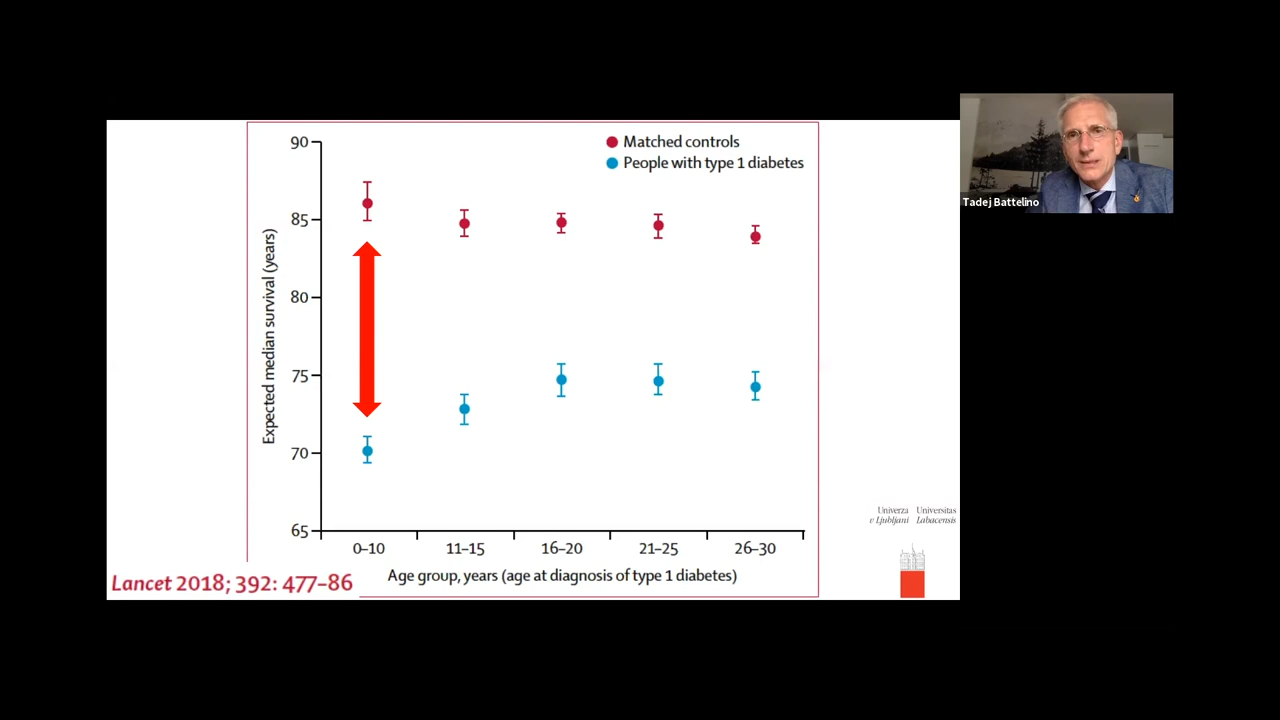 90
85
80
75
70
65
Expected median survival (years)
Matched controls
People with type 1 diabetes
0–10
11–15
16–20
21–25
26–30
Age group, years (age at diagnosis of type 1 diabetes)
Lancet 2018; 392: 477–86
Univerza
v Ljubljani
Universitas
Labacensis
Tadej Battelino